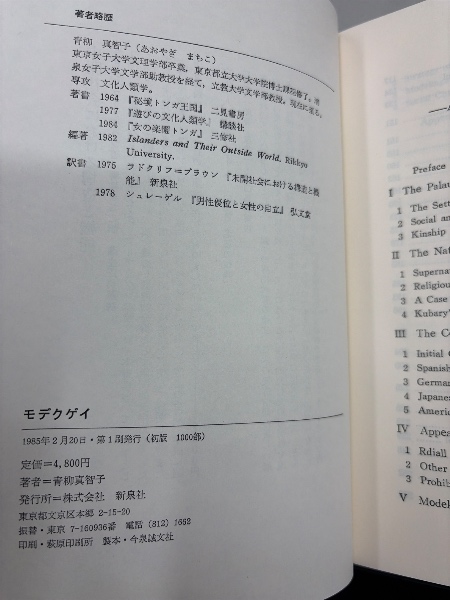 著者略歴
青柳 真智子（あおやぎ まちこ）
東京女子大学文理学部卒業，東京都立大学大学院博士課程修了．清
泉女子大学文学部助教授を経て，立教大学文学部教授，現在に至る．
専攻 文化人類学．
著書 1964 『秘境トンガ王国』二見書房
1977 『遊びの文化人類学』講談社
1984 『女の楽園トンガ』三修社
編著 1982 Islanders and Their Outside World. Rikkyo
University.
訳書 1975 ラドクリフ＝ブラウン『未開社会における構造と機
能』新泉社
1978 シュレーゲル『男性優位と女性の自立』弘文堂
モデクゲイ
1985年2月20日・第1刷発行（初版 1000部）
定価＝4,800円
著者＝青柳真智子
発行所＝株式会社 新泉社
東京都文京区本郷 2-15-20
振替・東京 7-160936番 電話 (812) 1662
印刷・萩原印刷所 製本・今泉誠文社
Preface
I The Palau
1 The Sett
2 Social an
3 Kinship
II The Nat
1 Superna
2 Religiou
3 A Case
4 Kubary'
III The Co
1 Initial
2 Spanish
3 German
4 Japane
5 Americ
IV Appea
1 Rdiall
2 Other
3 Prohib
V Model